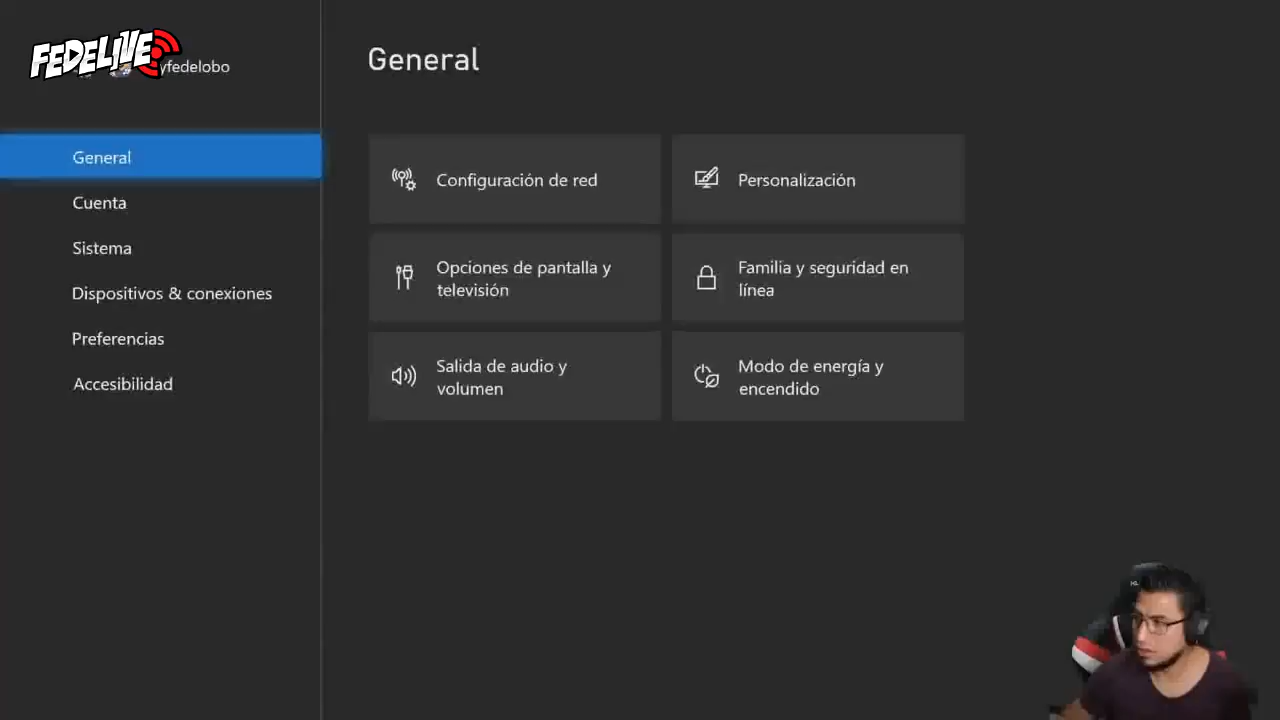 FEDELIVE
yfedelobo
General
Cuenta
Sistema
Dispositivos & conexiones
Preferencias
Accesibilidad
General
Configuración de red
Personalización
Opciones de pantalla y
televisión
Familia y seguridad en
línea
Salida de audio y
volumen
Modo de energía y
encendido